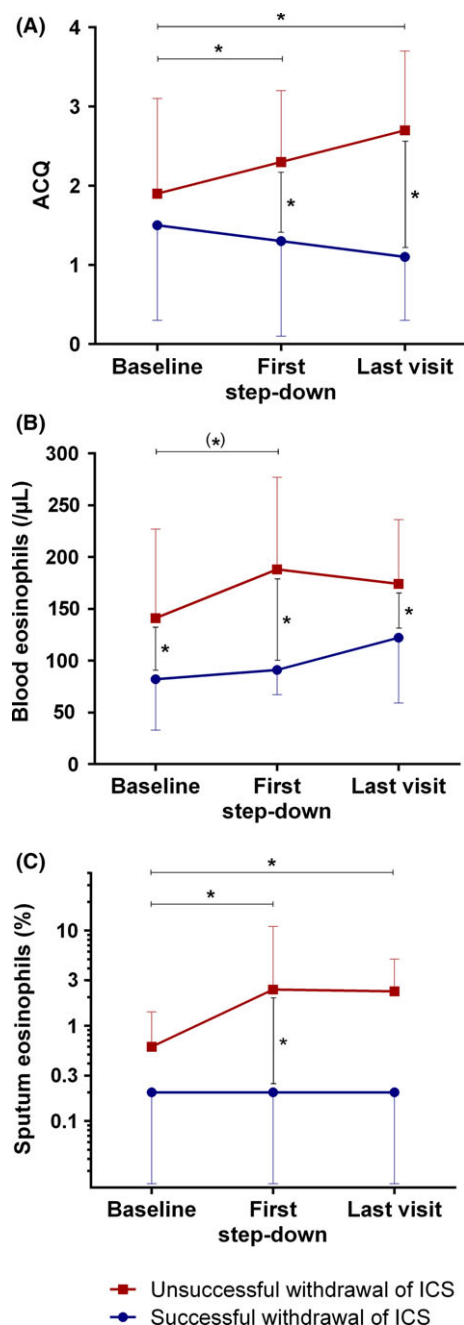 (A)
*
*
4
3
2
1
0
ACQ
*
*
Baseline
First
step-down
Last visit
(B)
(*)
300
250
200
150
100
50
0
Blood eosinophils (/µL)
*
*
*
Baseline
First
step-down
Last visit
(C)
*
*
10
3
1
0.3
0.1
Sputum eosinophils (%)
*
Baseline
First
step-down
Last visit
Unsuccessful withdrawal of ICS
Successful withdrawal of ICS